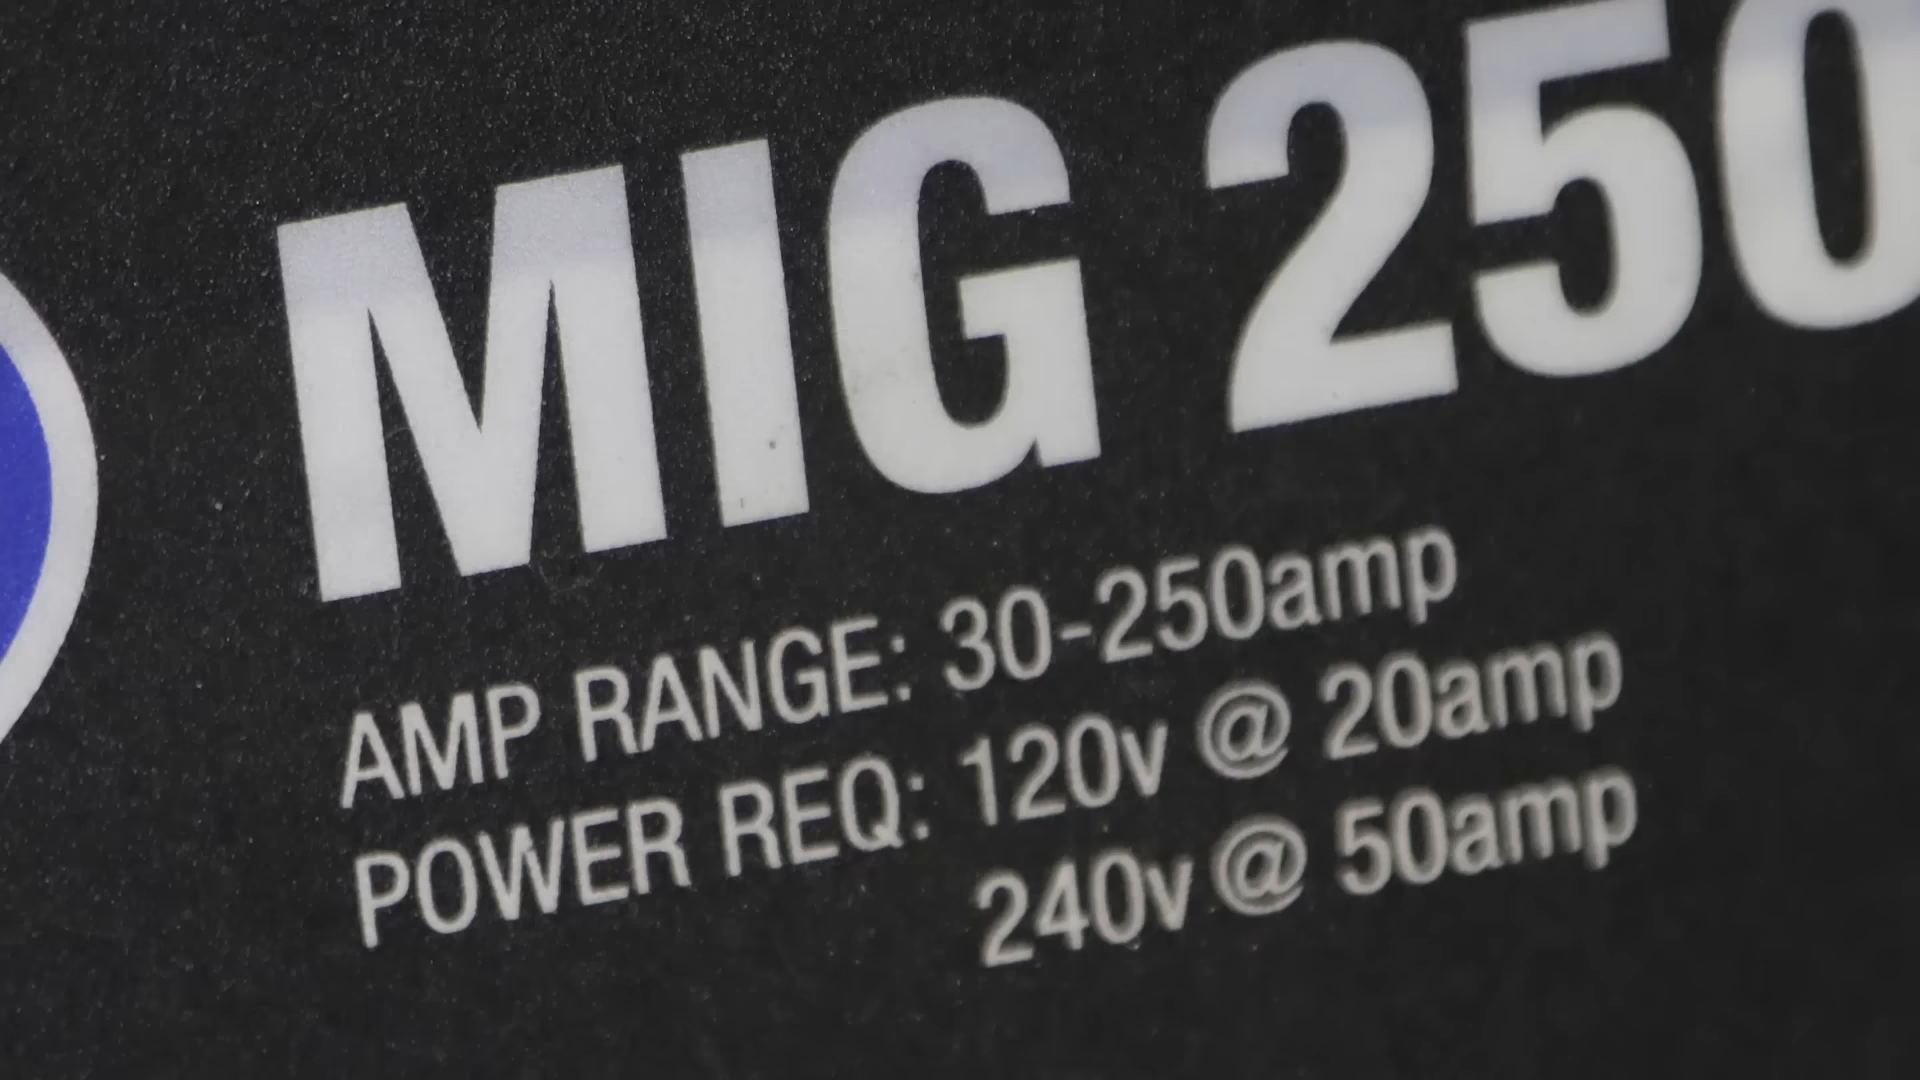 MIG 250
AMP RANGE: 30-250amp
POWER REQ: 120v @ 20amp
240v @ 50amp